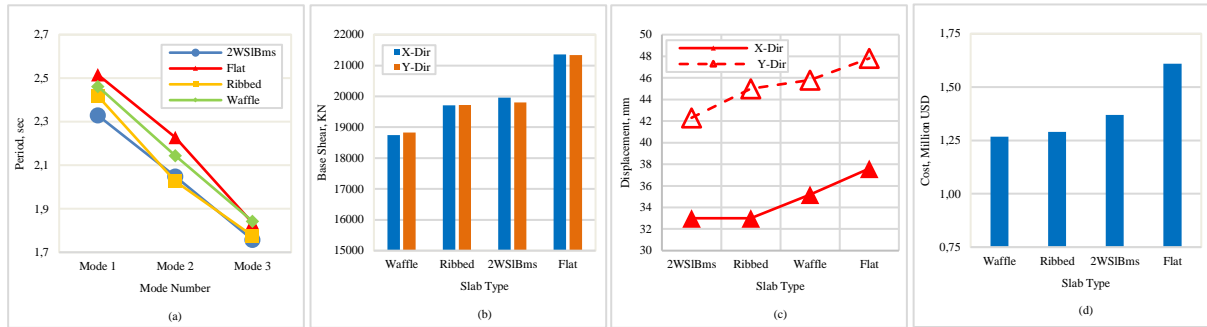 2,7
2,5
2,3
2,1
1,9
1,7
Period, sec
2WSlBms
Flat
Ribbed
Waffle
Mode 1 Mode 2 Mode 3
Mode Number
(a)
22000
21000
20000
19000
18000
17000
16000
15000
Base Shear, KN
X-Dir
Y-Dir
Waffle Ribbed 2WSlBms Flat
Slab Type
(b)
50
48
46
44
42
40
38
36
34
32
30
Displacement, mm
X-Dir
Y-Dir
2WSlBms Ribbed Waffle Flat
Slab Type
(c)
1,75
1,50
1,25
1,00
0,75
Cost, Million USD
Waffle Ribbed 2WSlBms Flat
Slab Type
(d)